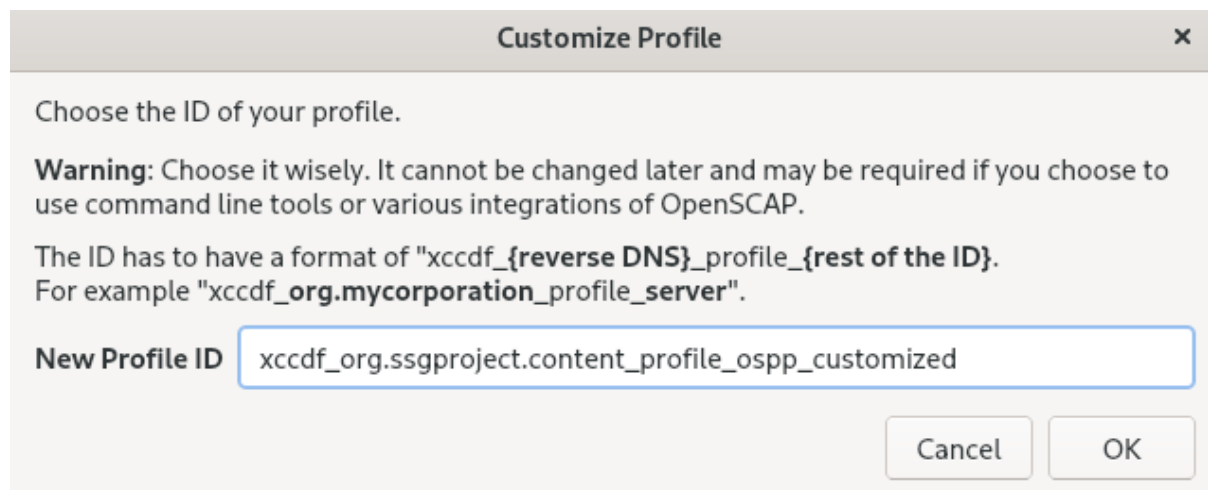 Customize Profile
×
Choose the ID of your profile.
Warning: Choose it wisely. It cannot be changed later and may be required if you choose to
use command line tools or various integrations of OpenSCAP.
The ID has to have a format of "xccdf_{reverse DNS}_profile_{rest of the ID}.
For example "xccdf_org.mycorporation_profile_server".
New Profile ID xccdf_org.ssgproject.content_profile_ospp_customized
Cancel OK